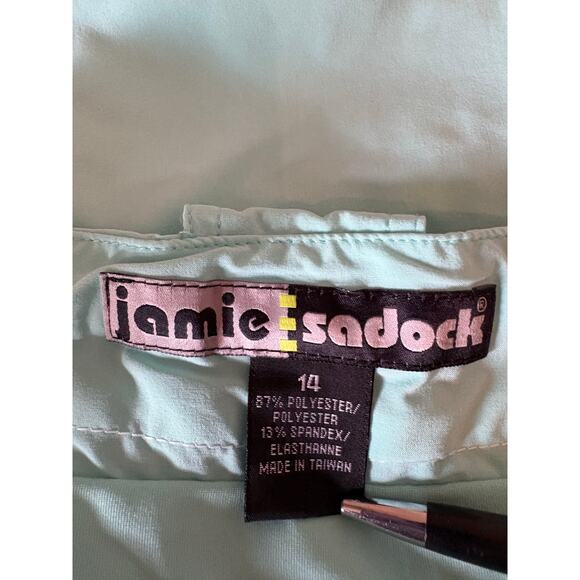 jamie sadock®
14
87% POLYESTER/
POLYESTER
13% SPANDEX/
ELASTHANNE
MADE IN TAIWAN